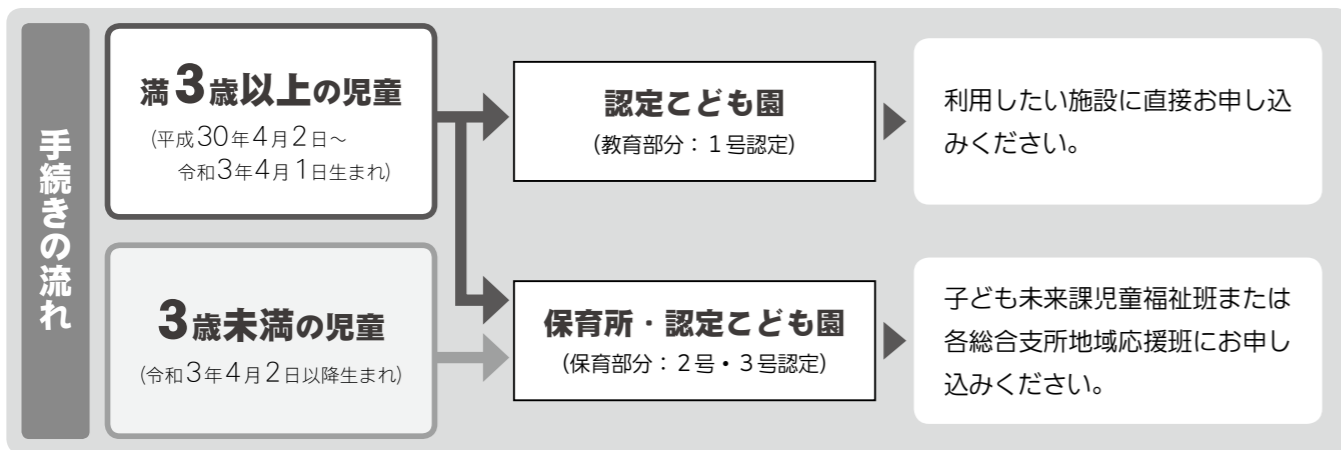 手続きの流れ
満3歳以上の児童
(平成30年4月2日～
令和3年4月1日生まれ)
認定こども園
(教育部分：1号認定)
利用したい施設に直接お申し込
みください。
3歳未満の児童
(令和3年4月2日以降生まれ)
保育所・認定こども園
(保育部分：2号・3号認定)
子ども未来課児童福祉班または
各総合支所地域応援班にお申し
込みください。